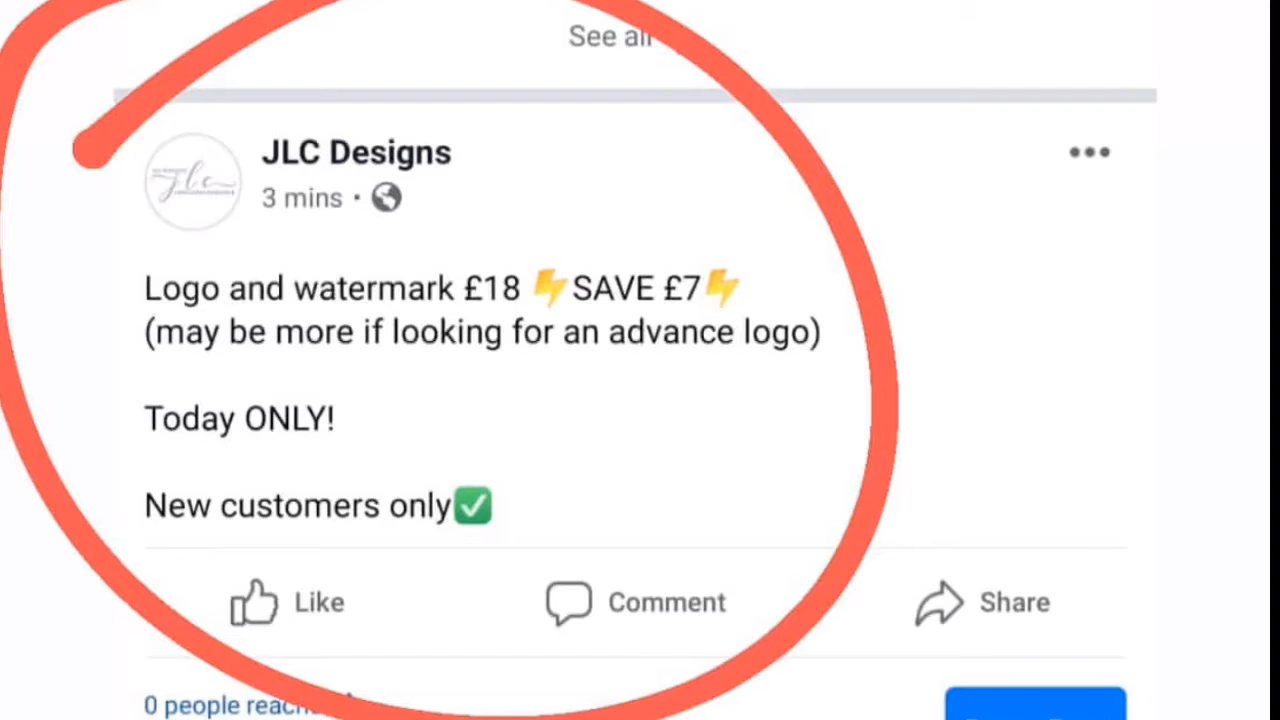 See all
JLC Designs
3 mins ·
Logo and watermark £18 ⚡SAVE £7⚡
(may be more if looking for an advance logo)
Today ONLY!
New customers only✅
Like Comment Share
0 people